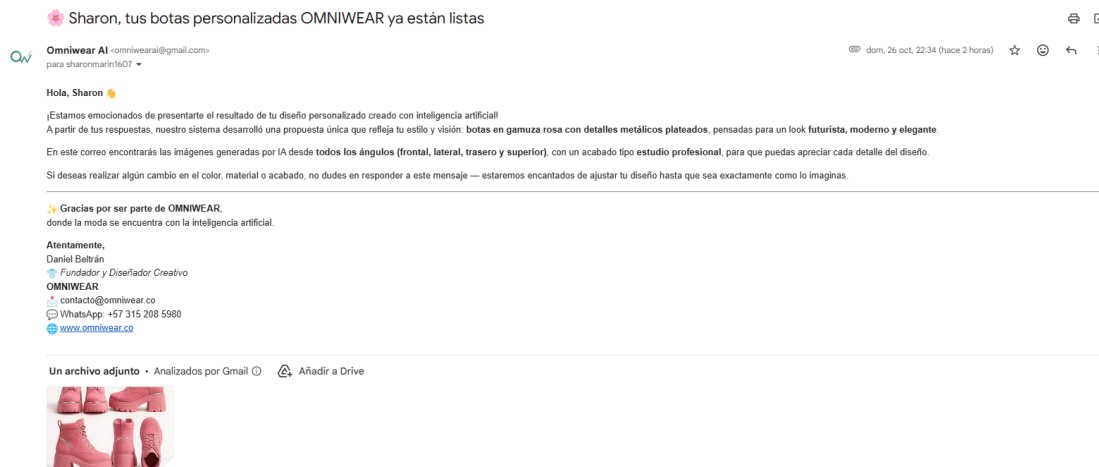 🌸 Sharon, tus botas personalizadas OMNIWEAR ya están listas
Omniwear AI <omniwearai@gmail.com>
dom, 26 oct, 22:34 (hace 2 horas)
para sharonmarin1607
Hola, Sharon 👋
¡Estamos emocionados de presentarte el resultado de tu diseño personalizado creado con inteligencia artificial!
A partir de tus respuestas, nuestro sistema desarrolló una propuesta única que refleja tu estilo y visión: botas en gamuza rosa con detalles metálicos plateados, pensadas para un look futurista, moderno y elegante.
En este correo encontrarás las imágenes generadas por IA desde todos los ángulos (frontal, lateral, trasero y superior), con un acabado tipo estudio profesional, para que puedas apreciar cada detalle del diseño.
Si deseas realizar algún cambio en el color, material o acabado, no dudes en responder a este mensaje — estaremos encantados de ajustar tu diseño hasta que sea exactamente como lo imaginas.
✨ Gracias por ser parte de OMNIWEAR,
donde la moda se encuentra con la inteligencia artificial.
Atentamente,
Daniel Beltrán
👕 Fundador y Diseñador Creativo
OMNIWEAR
📩 contacto@omniwear.co
💬 WhatsApp: +57 315 208 5980
🌐 www.omniwear.co
Un archivo adjunto • Analizados por Gmail
Añadir a Drive